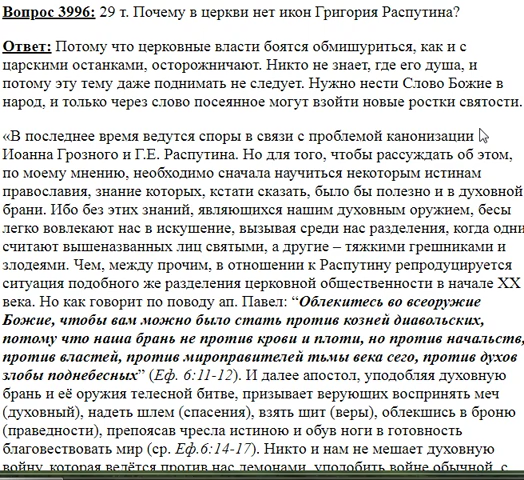 Вопрос 3996: 29 т. Почему в церкви нет икон Григория Распутина?
Ответ: Потому что церковные власти боятся обмишуриться, как и с
царскими останками, осторожничают. Никто не знает, где его душа, и
потому эту тему даже поднимать не следует. Нужно нести Слово Божие в
народ, и только через слово посеянное могут взойти новые ростки святости.
«В последнее время ведутся споры в связи с проблемой канонизации
Иоанна Грозного и Г.Е. Распутина. Но для того, чтобы рассуждать об этом,
по моему мнению, необходимо сначала научиться некоторым истинам
православия, знание которых, кстати сказать, было бы полезно и в духовной
брани. Ибо без этих знаний, являющихся нашим духовным оружием, бесы
легко вовлекают нас в искушение, вызывая среди нас разделения, когда одни
считают вышеназванных лиц святыми, а другие – тяжкими грешниками и
злодеями. Чем, между прочим, в отношении к Распутину репродуцируется
ситуация подобного же разделения церковной общественности в начале XX
века. Но как говорит по поводу ап. Павел: “Облекитесь во всеоружие
Божие, чтобы вам можно было стать против козней диавольских,
потому что наша брань не против крови и плоти, но против начальств,
против властей, против мироправителей тьмы века сего, против духов
злобы поднебесных” (Еф. 6:11-12). И далее апостол, уподобляя духовную
брань и её оружия телесной битве, призывает верующих воспринять меч
(духовный), надеть шлем (спасения), взять щит (веры), облекшись в броню
(праведности), препоясав чресла истиною и обув ноги в готовность
благовествовать мир (ср. Еф.6:14-17). Никто и нам не мешает духовную
войну, которая ведётся против нас демонами, уподобить войне обычной, с